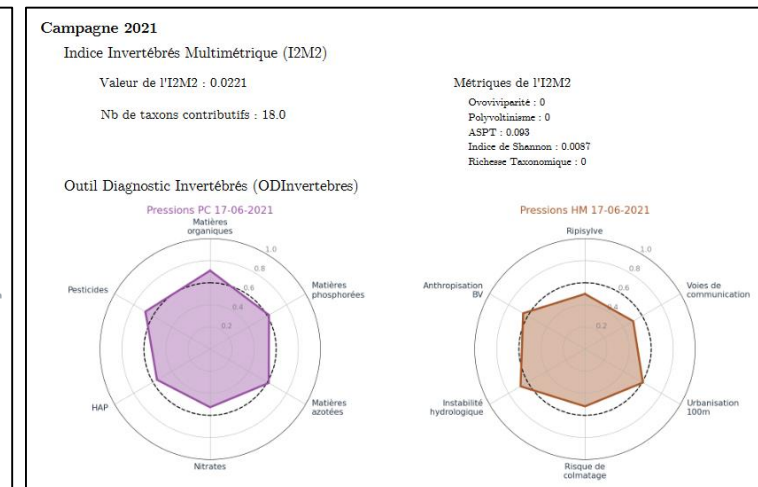 Campagne 2021
Indice Invertébrés Multimétrique (I2M2)
Valeur de l'I2M2 : 0.0221
Nb de taxons contributifs : 18.0
Métriques de l'I2M2
Ovoviviparité : 0
Polyvoltinisme : 0
ASPT : 0.093
Indice de Shannon : 0.0087
Richesse Taxonomique : 0
Outil Diagnostic Invertébrés (ODInvertebres)
Pressions PC 17-06-2021
Matières
organiques
1.0
0.8
0.6
0.4
0.2
Pesticides
Matières
phosphorées
HAP
Matières
azotées
Nitrates
Pressions HM 17-06-2021
Ripisylve
1.0
0.8
0.6
0.4
0.2
Anthropisation
BV
Voies de
communication
Instabilité
hydrologique
Urbanisation
100m
Risque de
colmatage